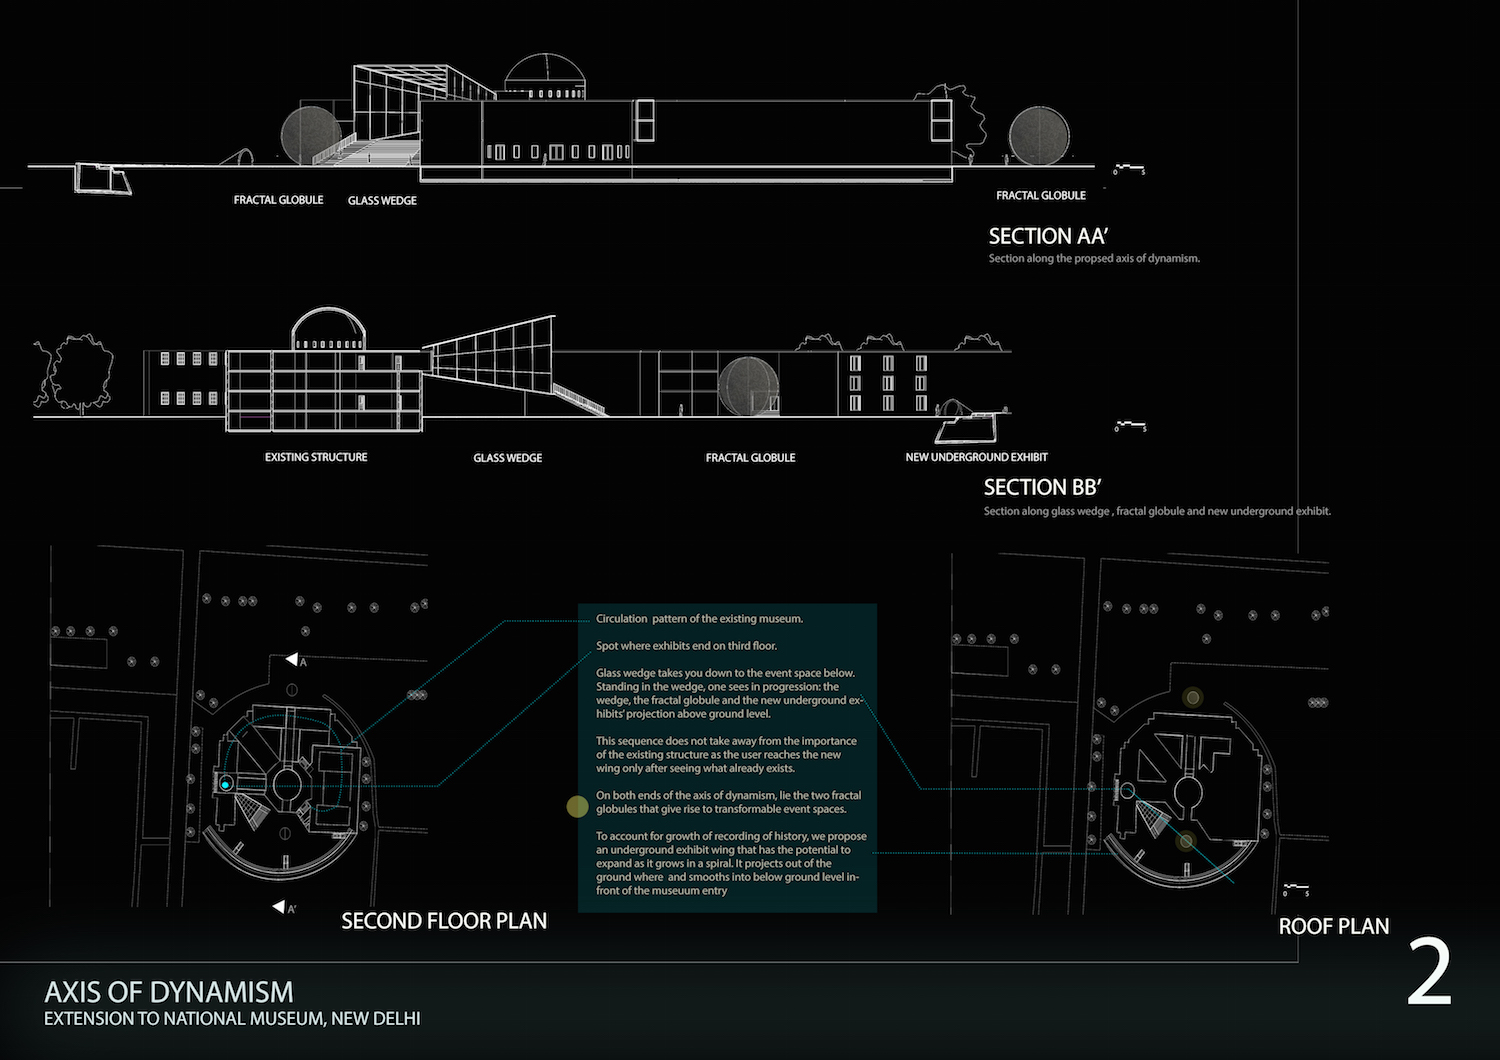 FRACTAL GLOBULE
GLASS WEDGE
FRACTAL GLOBULE
0 5
SECTION AA'
Section along the propsed axis of dynamism.
EXISTING STRUCTURE
GLASS WEDGE
FRACTAL GLOBULE
NEW UNDERGROUND EXHIBIT
0 5
SECTION BB'
Section along glass wedge , fractal globule and new underground exhibit.
A
A'
SECOND FLOOR PLAN
Circulation pattern of the existing museum.
Spot where exhibits end on third floor.
Glass wedge takes you down to the event space below.
Standing in the wedge, one sees in progression: the
wedge, the fractal globule and the new underground ex-
hibits' projection above ground level.
This sequence does not take away from the importance
of the existing structure as the user reaches the new
wing only after seeing what already exists.
On both ends of the axis of dynamism, lie the two fractal
globules that give rise to transformable event spaces.
To account for growth of recording of history, we propose
an underground exhibit wing that has the potential to
expand as it grows in a spiral. It projects out of the
ground where and smooths into below ground level in-
front of the museuum entry
0 5
ROOF PLAN
2
AXIS OF DYNAMISM
EXTENSION TO NATIONAL MUSEUM, NEW DELHI